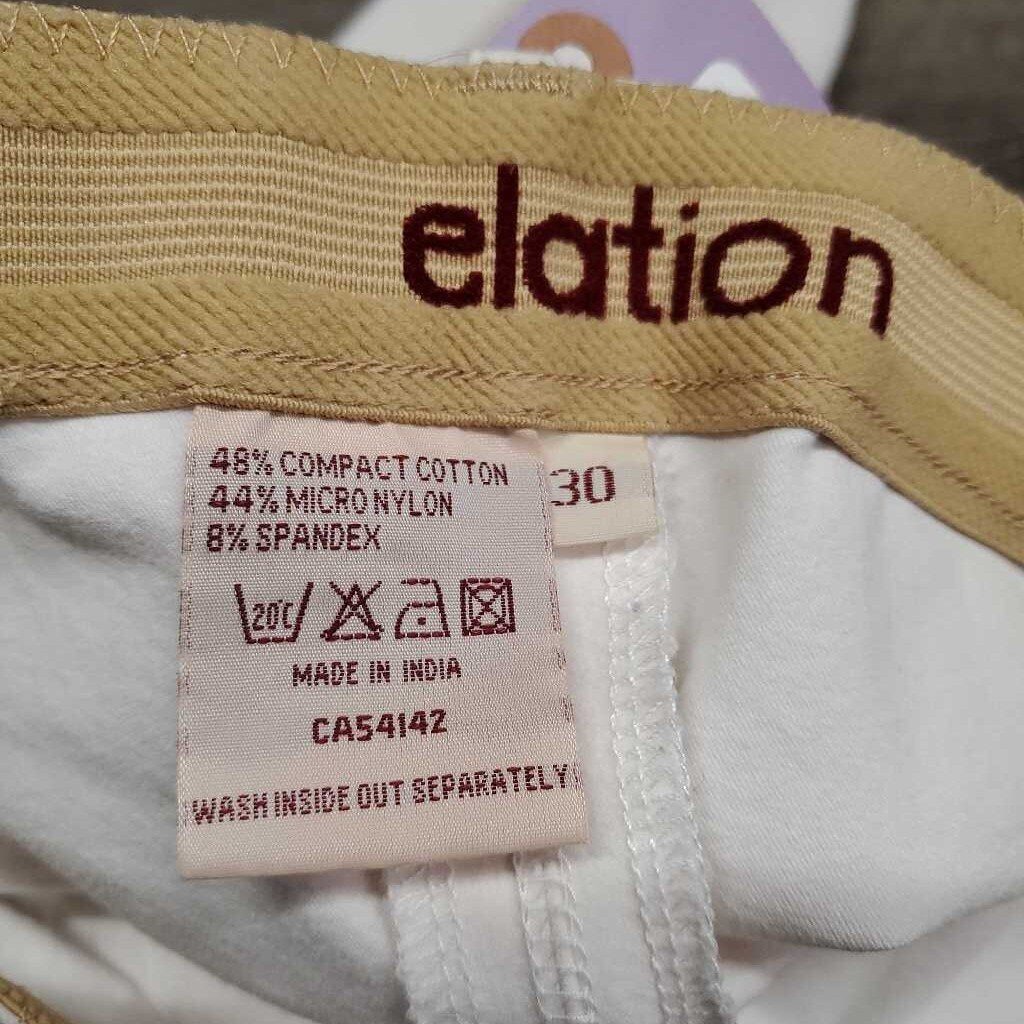 elation
48% COMPACT COTTON
44% MICRO NYLON
8% SPANDEX
30
20°C
MADE IN INDIA
CA54142
WASH INSIDE OUT SEPARATELY